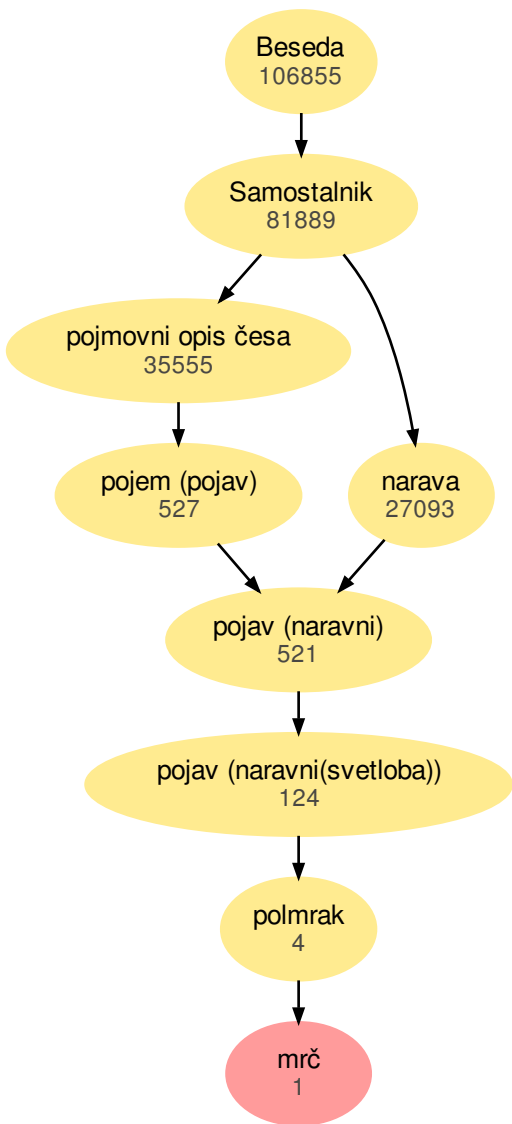 Beseda
106855
Samostalnik
81889
pojmovni opis česa
35555
pojem (pojav)
527
narava
27093
pojav (naravni)
521
pojav (naravni(svetloba))
124
polmrak
4
mrč
1